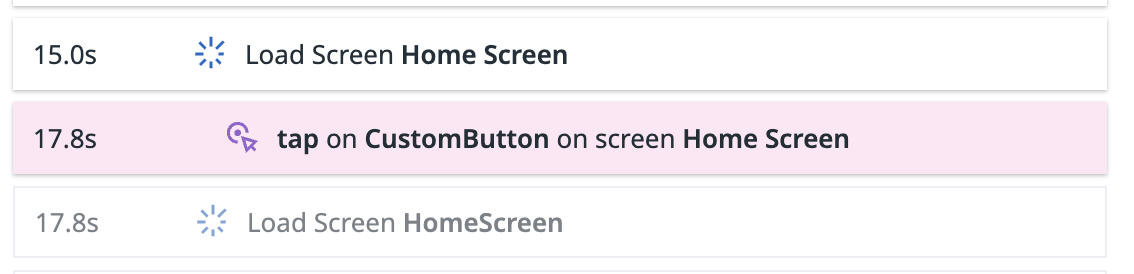 15.0s Load Screen Home Screen
17.8s tap on CustomButton on screen Home Screen
17.8s Load Screen HomeScreen